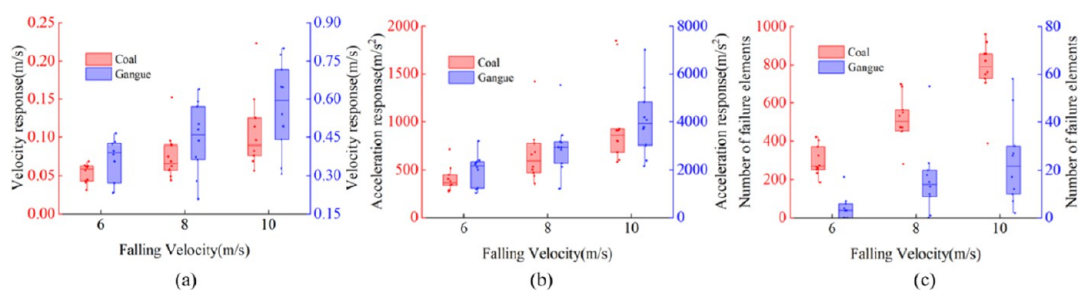 0.25
0.20
0.15
0.10
0.05
0.00
Velocity response(m/s)
Coal
Gangue
0.90
0.75
0.60
0.45
0.30
0.15
Velocity response(m/s)
6 8 10
Falling Velocity(m/s)
(a)
2000
1500
1000
500
0
Acceleration response(m/s²)
Coal
Gangue
8000
6000
4000
2000
0
Acceleration response(m/s²)
6 8 10
Falling Velocity(m/s)
(b)
1000
800
600
400
200
0
Number of failure elements
Coal
Gangue
80
60
40
20
0
Number of failure elements
6 8 10
Falling Velocity(m/s)
(c)